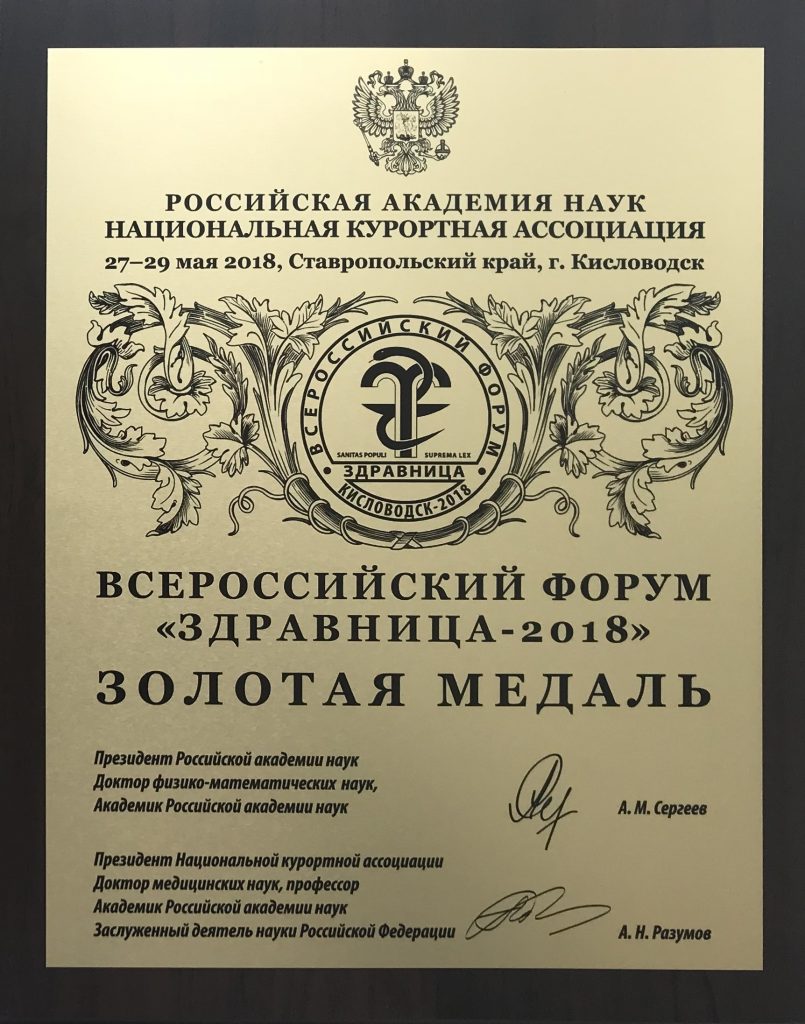 РОССИЙСКАЯ АКАДЕМИЯ НАУК
НАЦИОНАЛЬНАЯ КУРОРТНАЯ АССОЦИАЦИЯ
27–29 мая 2018, Ставропольский край, г. Кисловодск
ВСЕРОССИЙСКИЙ ФОРУМ
SANITAS POPULI SUPREMA LEX
• ЗДРАВНИЦА •
КИСЛОВОДСК-2018
ВСЕРОССИЙСКИЙ ФОРУМ
«ЗДРАВНИЦА-2018»
ЗОЛОТАЯ МЕДАЛЬ
Президент Российской академии наук
Доктор физико-математических наук,
Академик Российской академии наук А. М. Сергеев
Президент Национальной курортной ассоциации
Доктор медицинских наук, профессор
Академик Российской академии наук
Заслуженный деятель науки Российской Федерации А. Н. Разумов